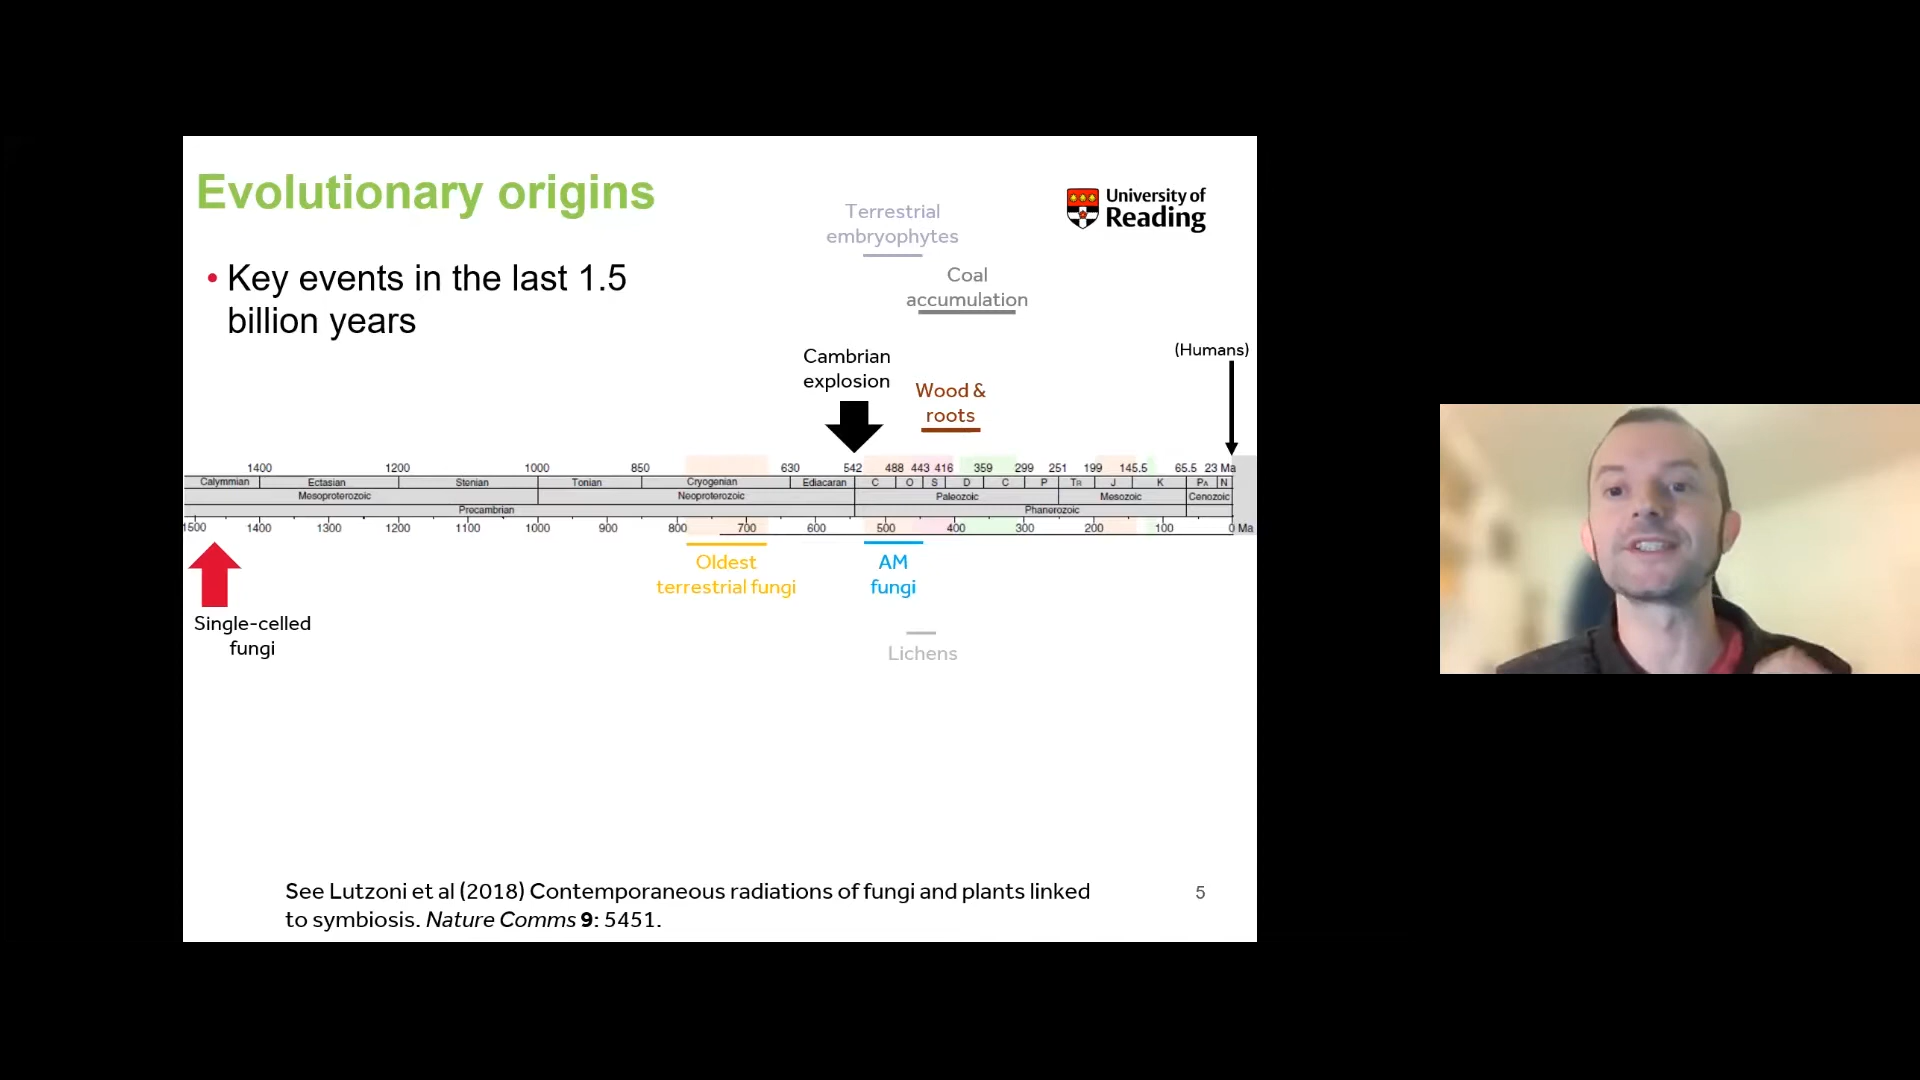 Evolutionary origins
University of
Reading
• Key events in the last 1.5
billion years
Terrestrial
embryophytes
Coal
accumulation
Cambrian
explosion
Wood &
roots
(Humans)
1400 1200 1000 850 630 542 488 443 416 359 299 251 199 145.5 65.5 23 Ma
Calymmian Ectasian Stenian Tonian Cryogenian Ediacaran C O S D C P TR J K PA N
Mesoproterozoic Neoproterozoic Paleozoic Mesozoic Cenozoic
Precambrian Phanerozoic
1500 1400 1300 1200 1100 1000 900 800 700 600 500 400 300 200 100 0 Ma
Oldest
terrestrial fungi
AM
fungi
Single-celled
fungi
Lichens
See Lutzoni et al (2018) Contemporaneous radiations of fungi and plants linked
to symbiosis. Nature Comms 9: 5451.
5